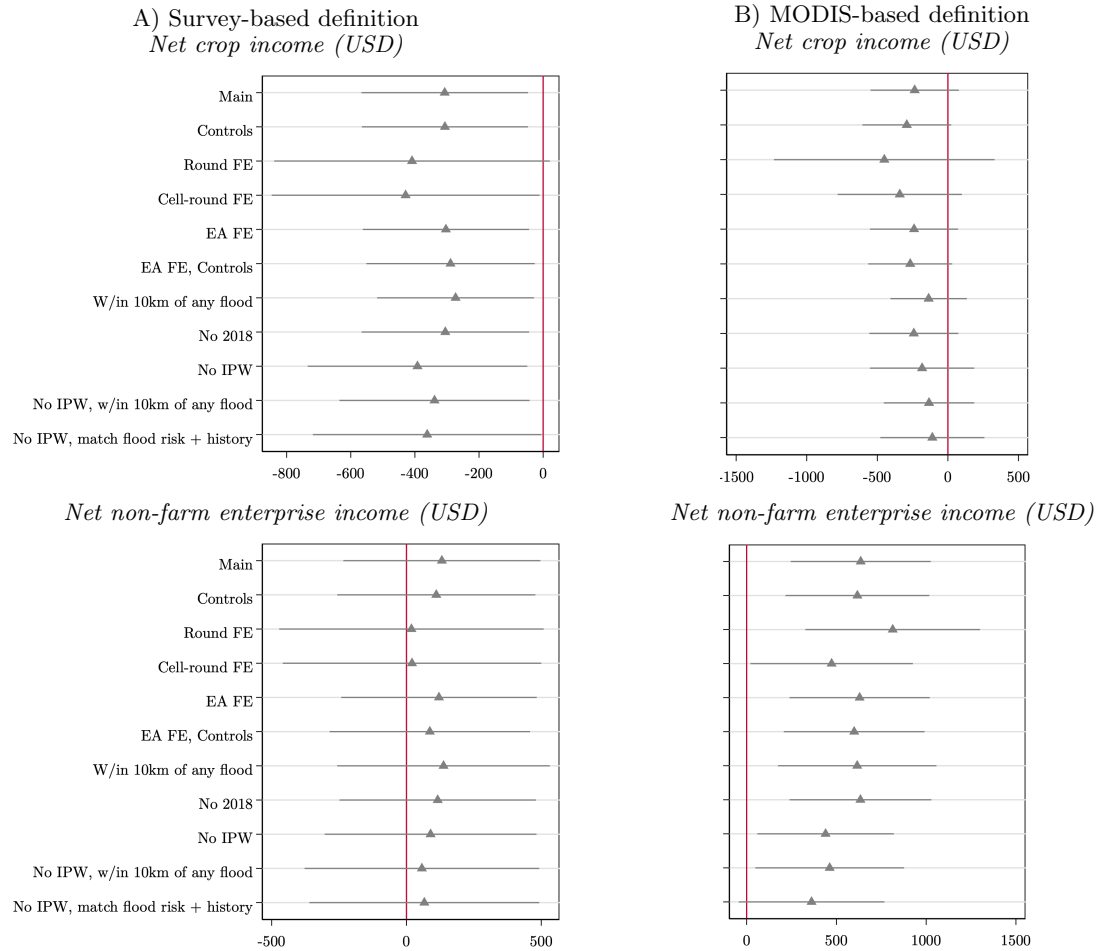 A) Survey-based definition
Net crop income (USD)
Main
Controls
Round FE
Cell-round FE
EA FE
EA FE, Controls
W/in 10km of any flood
No 2018
No IPW
No IPW, w/in 10km of any flood
No IPW, match flood risk + history
-800 -600 -400 -200 0
B) MODIS-based definition
Net crop income (USD)
-1500 -1000 -500 0 500
Net non-farm enterprise income (USD)
Main
Controls
Round FE
Cell-round FE
EA FE
EA FE, Controls
W/in 10km of any flood
No 2018
No IPW
No IPW, w/in 10km of any flood
No IPW, match flood risk + history
-500 0 500
Net non-farm enterprise income (USD)
0 500 1000 1500